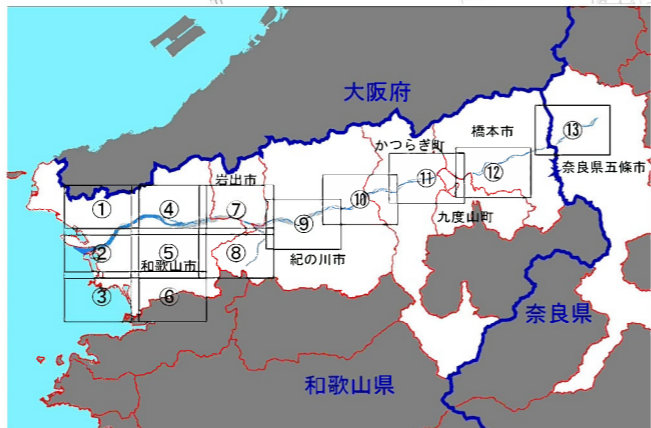 大阪府
橋本市
⑬
かつらぎ町
奈良県五條市
岩出市
⑪
⑫
①
④
⑦
⑩
九度山町
⑨
②
⑤
⑧
紀の川市
和歌山市
③
⑥
奈良県
和歌山県